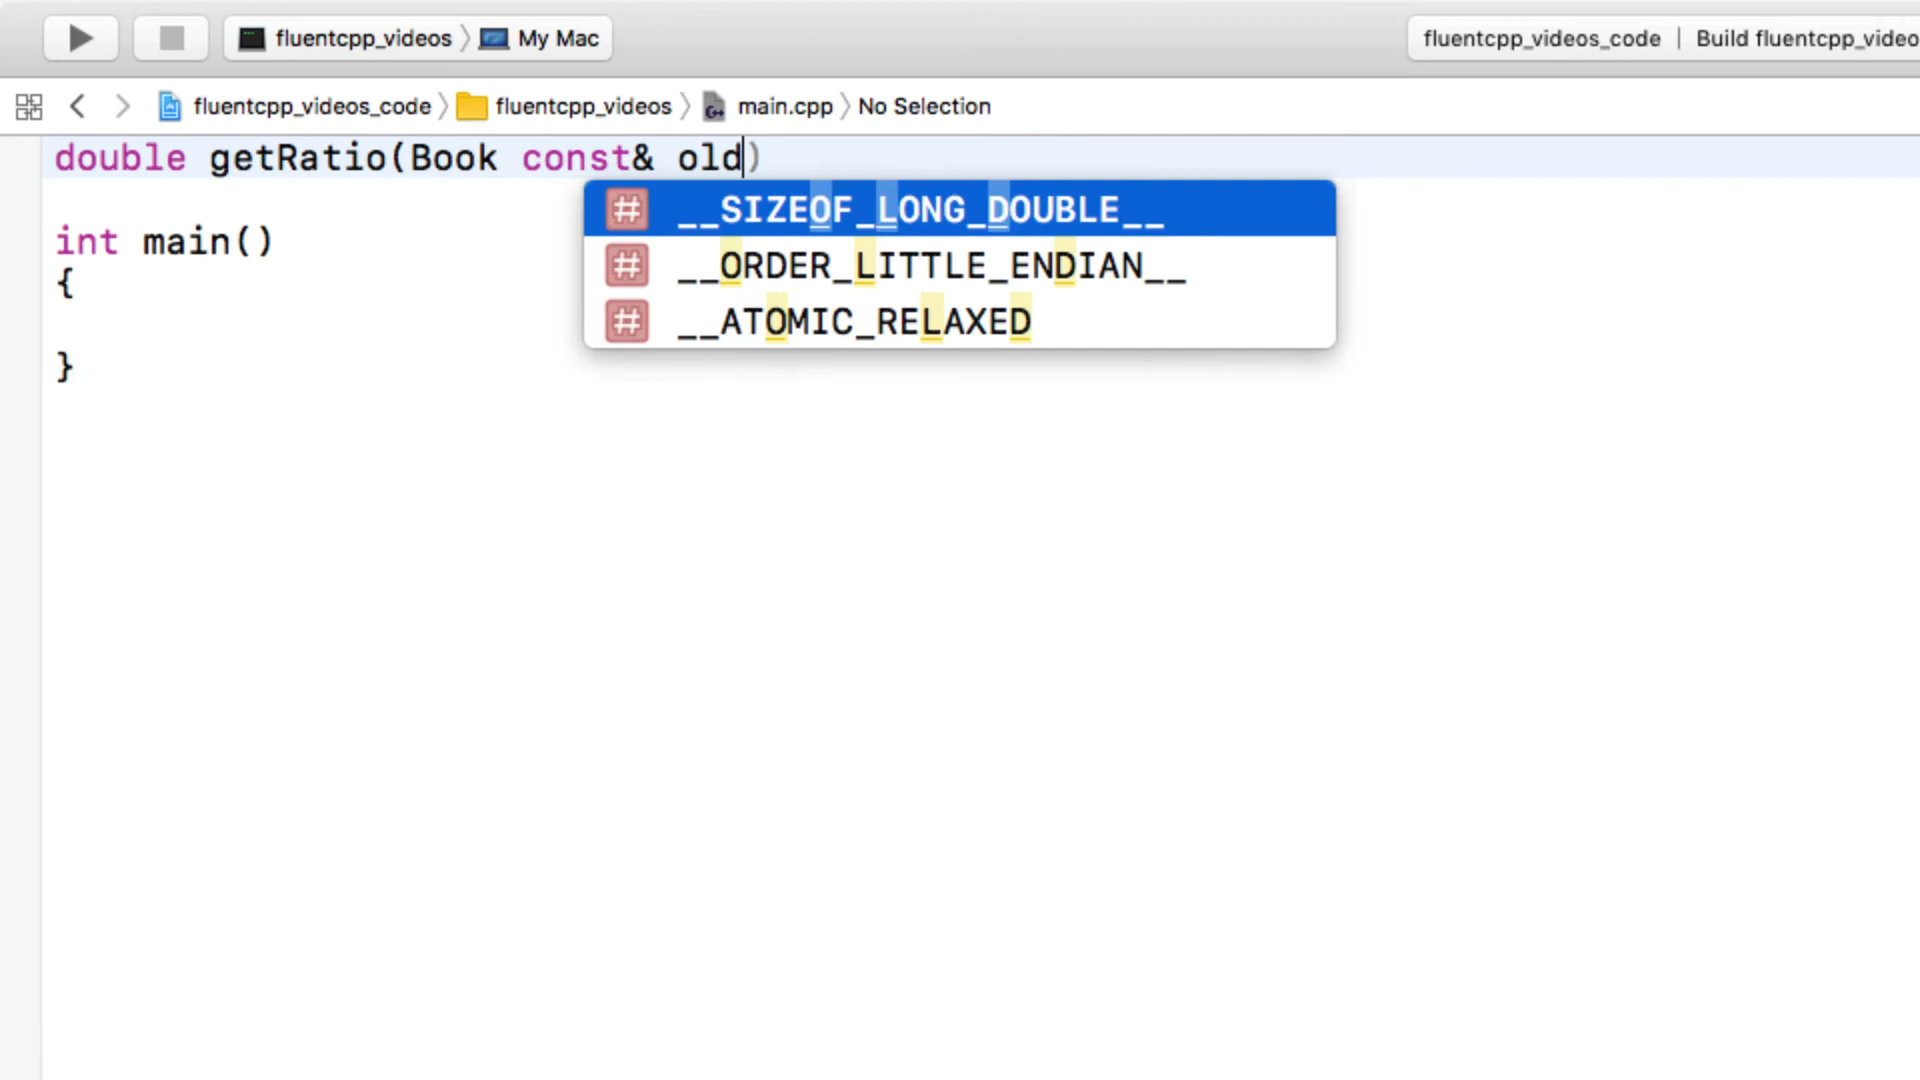 fluentcpp_videos 〉 My Mac
fluentcpp_videos_code | Build fluentcpp_video
fluentcpp_videos_code 〉 fluentcpp_videos 〉 main.cpp 〉 No Selection
double getRatio(Book const& old)
__SIZEOF_LONG_DOUBLE__
__ORDER_LITTLE_ENDIAN__
__ATOMIC_RELAXED
int main()
{
}